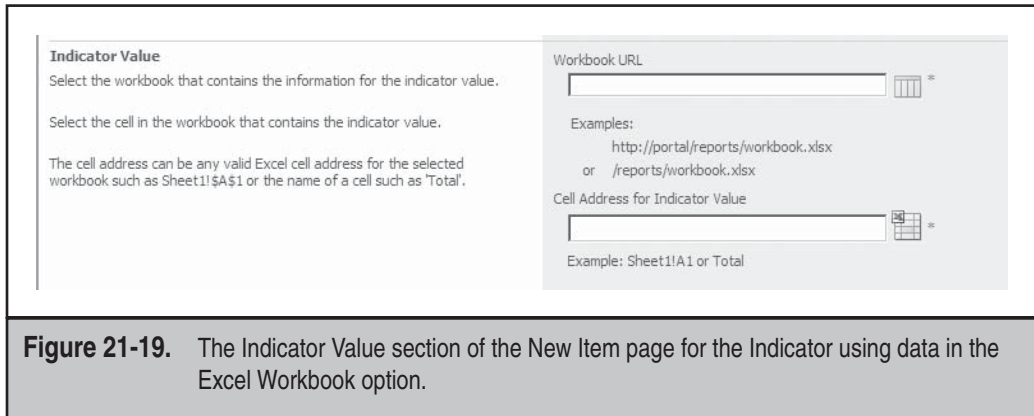 Indicator Value
Select the workbook that contains the information for the indicator value.
Select the cell in the workbook that contains the indicator value.
The cell address can be any valid Excel cell address for the selected
workbook such as Sheet1!$A$1 or the name of a cell such as 'Total'.
Workbook URL
*
Examples:
http://portal/reports/workbook.xlsx
or /reports/workbook.xlsx
Cell Address for Indicator Value
*
Example: Sheet1!A1 or Total
Figure 21-19. The Indicator Value section of the New Item page for the Indicator using data in the
Excel Workbook option.